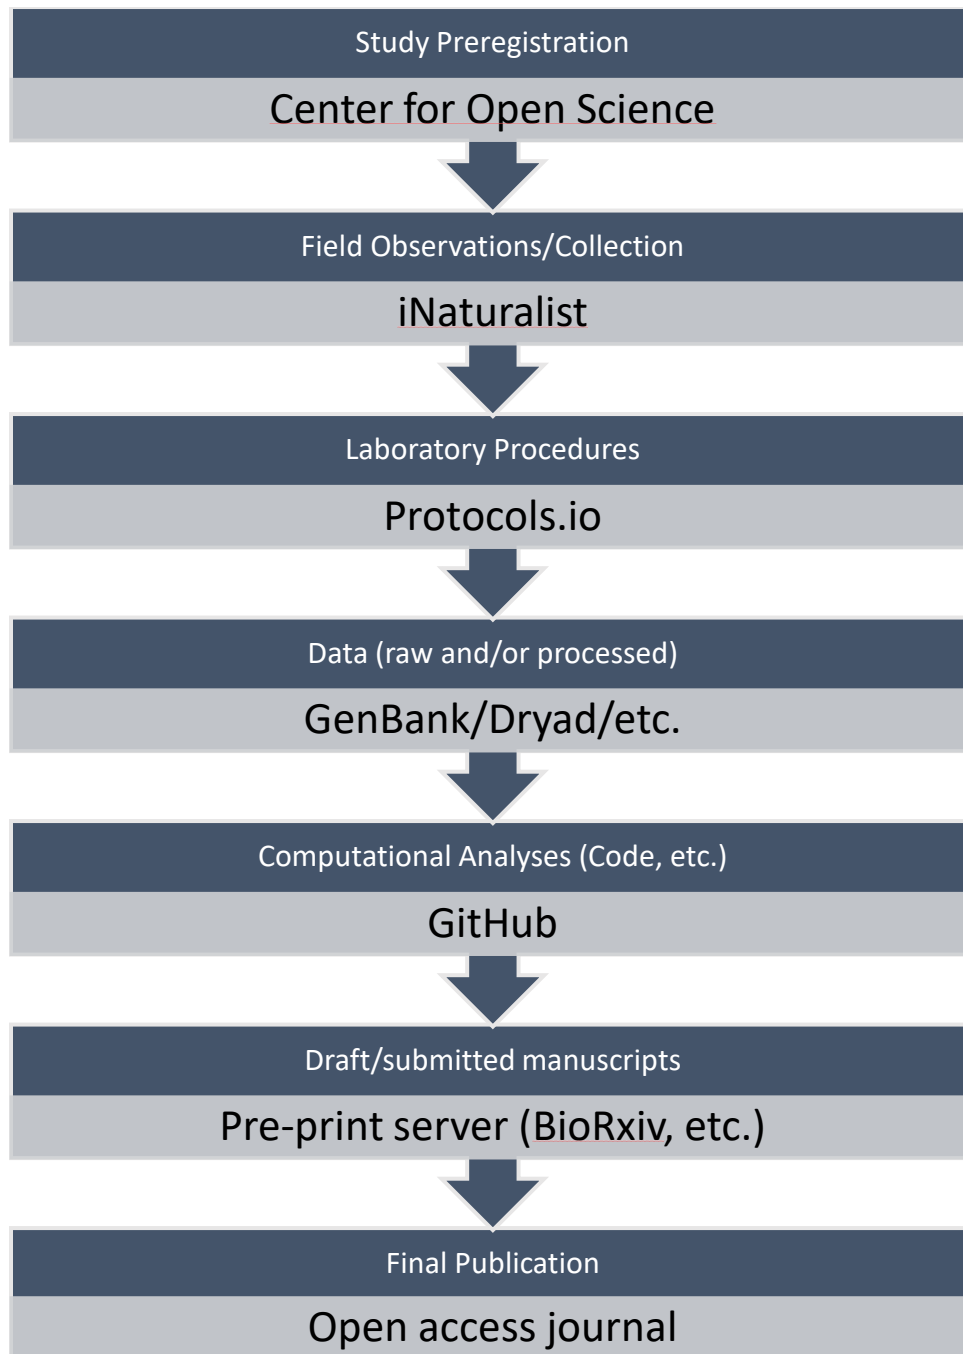 Study Preregistration
Center for Open Science
Field Observations/Collection
iNaturalist
Laboratory Procedures
Protocols.io
Data (raw and/or processed)
GenBank/Dryad/etc.
Computational Analyses (Code, etc.)
GitHub
Draft/submitted manuscripts
Pre-print server (BioRxiv, etc.)
Final Publication
Open access journal